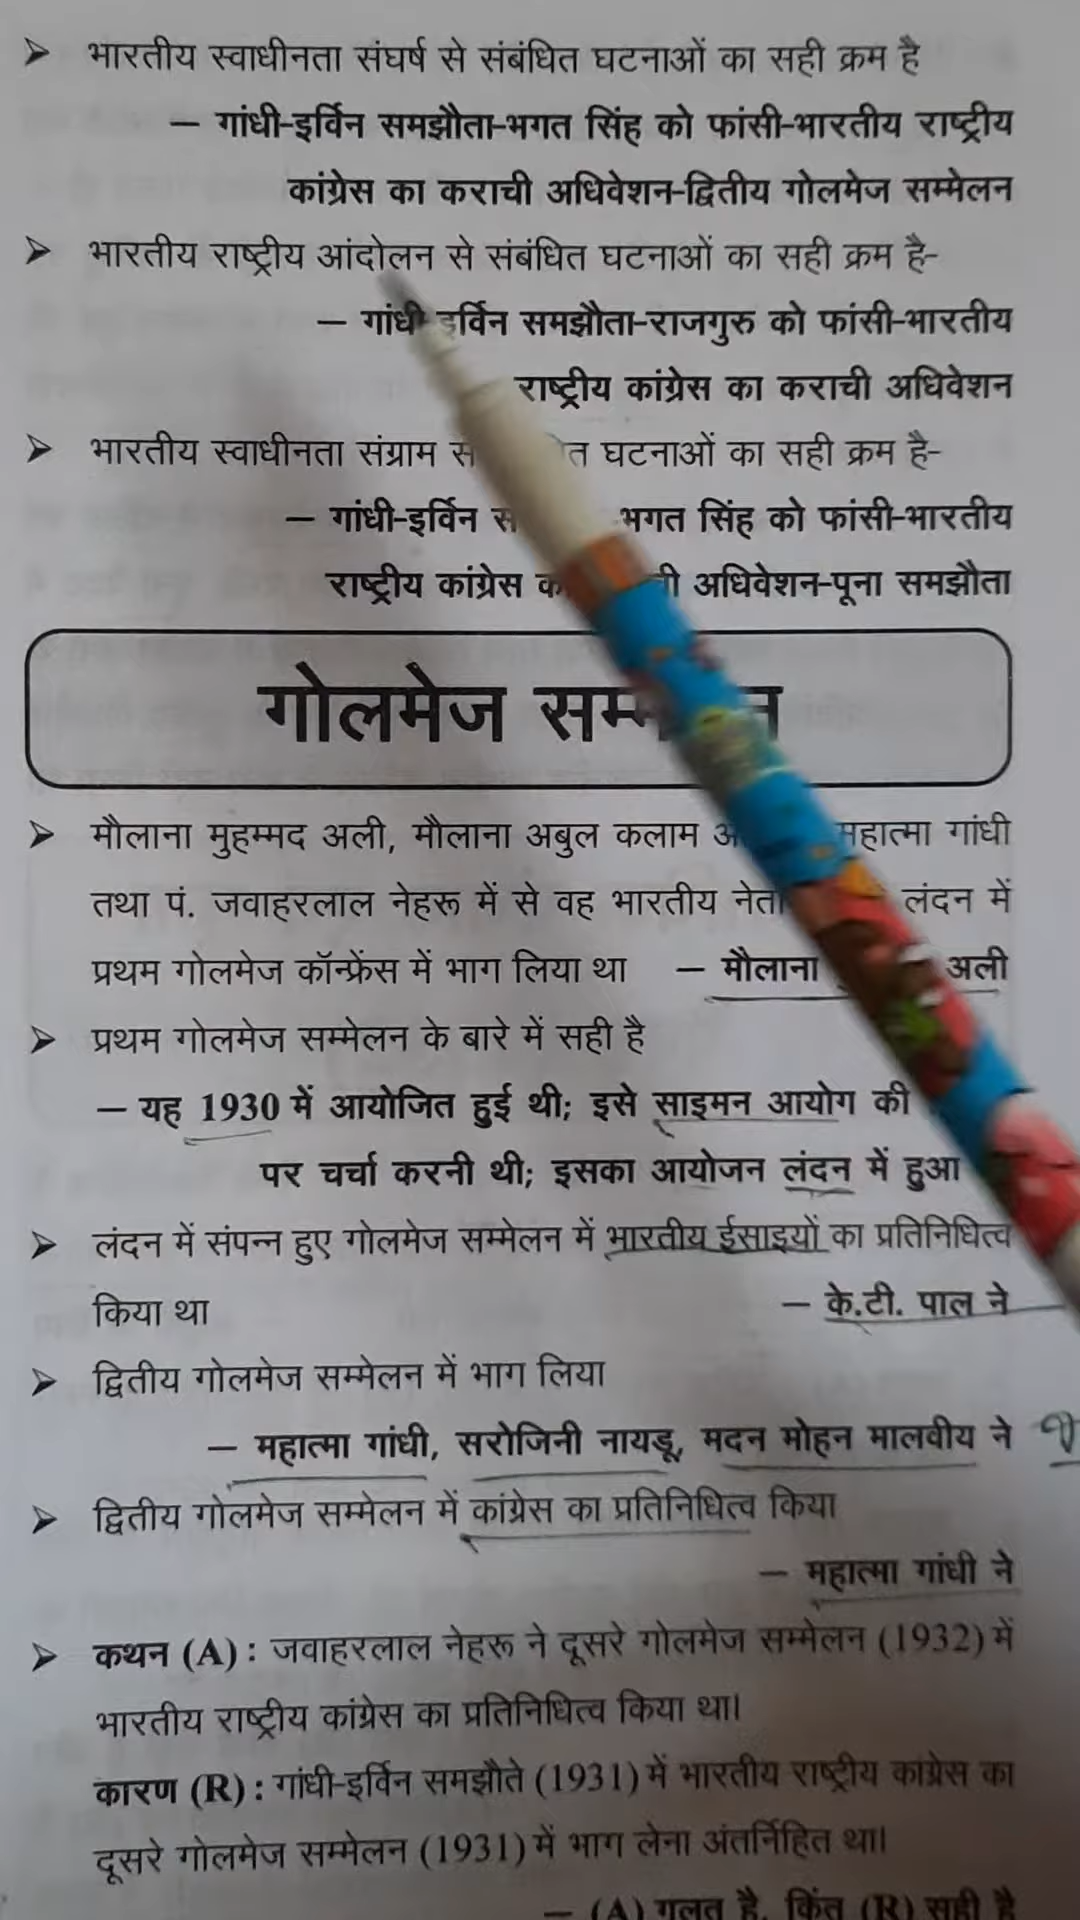 ➤ भारतीय स्वाधीनता संघर्ष से संबंधित घटनाओं का सही क्रम है
– गांधी-इर्विन समझौता-भगत सिंह को फांसी-भारतीय राष्ट्रीय
कांग्रेस का कराची अधिवेशन-द्वितीय गोलमेज सम्मेलन
➤ भारतीय राष्ट्रीय आंदोलन से संबंधित घटनाओं का सही क्रम है-
– गांधी इर्विन समझौता-राजगुरु को फांसी-भारतीय
राष्ट्रीय कांग्रेस का कराची अधिवेशन
➤ भारतीय स्वाधीनता संग्राम घटनाओं का सही क्रम है-
– गांधी-इर्विन भगत सिंह को फांसी-भारतीय
राष्ट्रीय कांग्रेस अधिवेशन-पूना समझौता
गोलमेज
➤ मौलाना मुहम्मद अली, मौलाना अबुल कलाम महात्मा गांधी
तथा पं. जवाहरलाल नेहरू में से वह भारतीय नेता लंदन में
प्रथम गोलमेज कॉन्फ्रेंस में भाग लिया था – मौलाना अली
➤ प्रथम गोलमेज सम्मेलन के बारे में सही है
– यह 1930 में आयोजित हुई थी; इसे साइमन आयोग की
पर चर्चा करनी थी; इसका आयोजन लंदन में हुआ
➤ लंदन में संपन्न हुए गोलमेज सम्मेलन में भारतीय ईसाइयों का प्रतिनिधित्व
किया था – के.टी. पाल ने
➤ द्वितीय गोलमेज सम्मेलन में भाग लिया
– महात्मा गांधी, सरोजिनी नायडू, मदन मोहन मालवीय ने
➤ द्वितीय गोलमेज सम्मेलन में कांग्रेस का प्रतिनिधित्व किया
– महात्मा गांधी ने
➤ कथन (A) : जवाहरलाल नेहरू ने दूसरे गोलमेज सम्मेलन (1932) में
भारतीय राष्ट्रीय कांग्रेस का प्रतिनिधित्व किया था।
कारण (R) : गांधी-इर्विन समझौते (1931) में भारतीय राष्ट्रीय कांग्रेस का
दूसरे गोलमेज सम्मेलन (1931) में भाग लेना अंतर्निहित था।
– (A) गलत है, किंतु (R) सही है